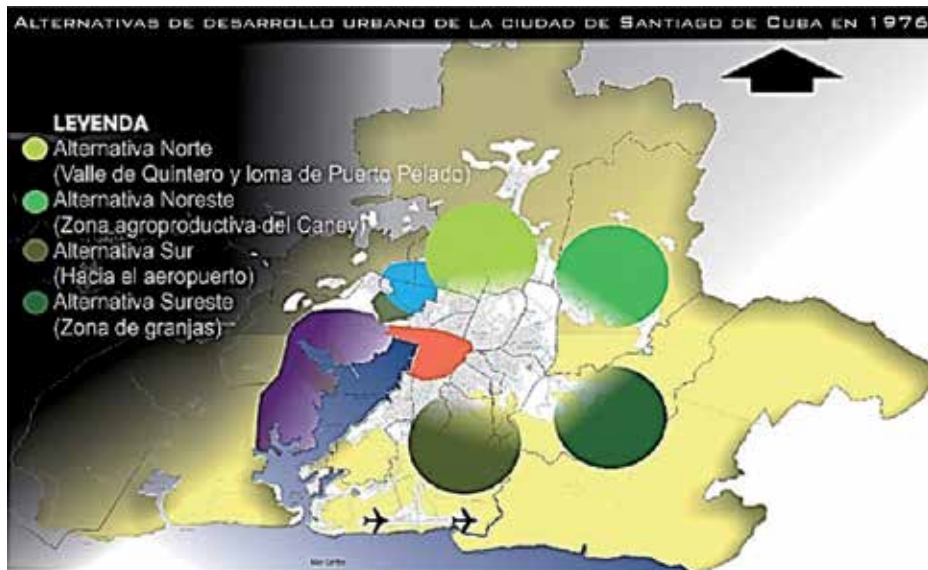 ALTERNATIVAS DE DESARROLLO URBANO DE LA CIUDAD DE SANTIAGO DE CUBA EN 1976
LEYENDA
Alternativa Norte
(Valle de Quintero y loma de Puerto Pelado)
Alternativa Noreste
(Zona agroproductiva del Caney)
Alternativa Sur
(Hacia el aeropuerto)
Alternativa Sureste
(Zona de granjas)
Mar Caribe